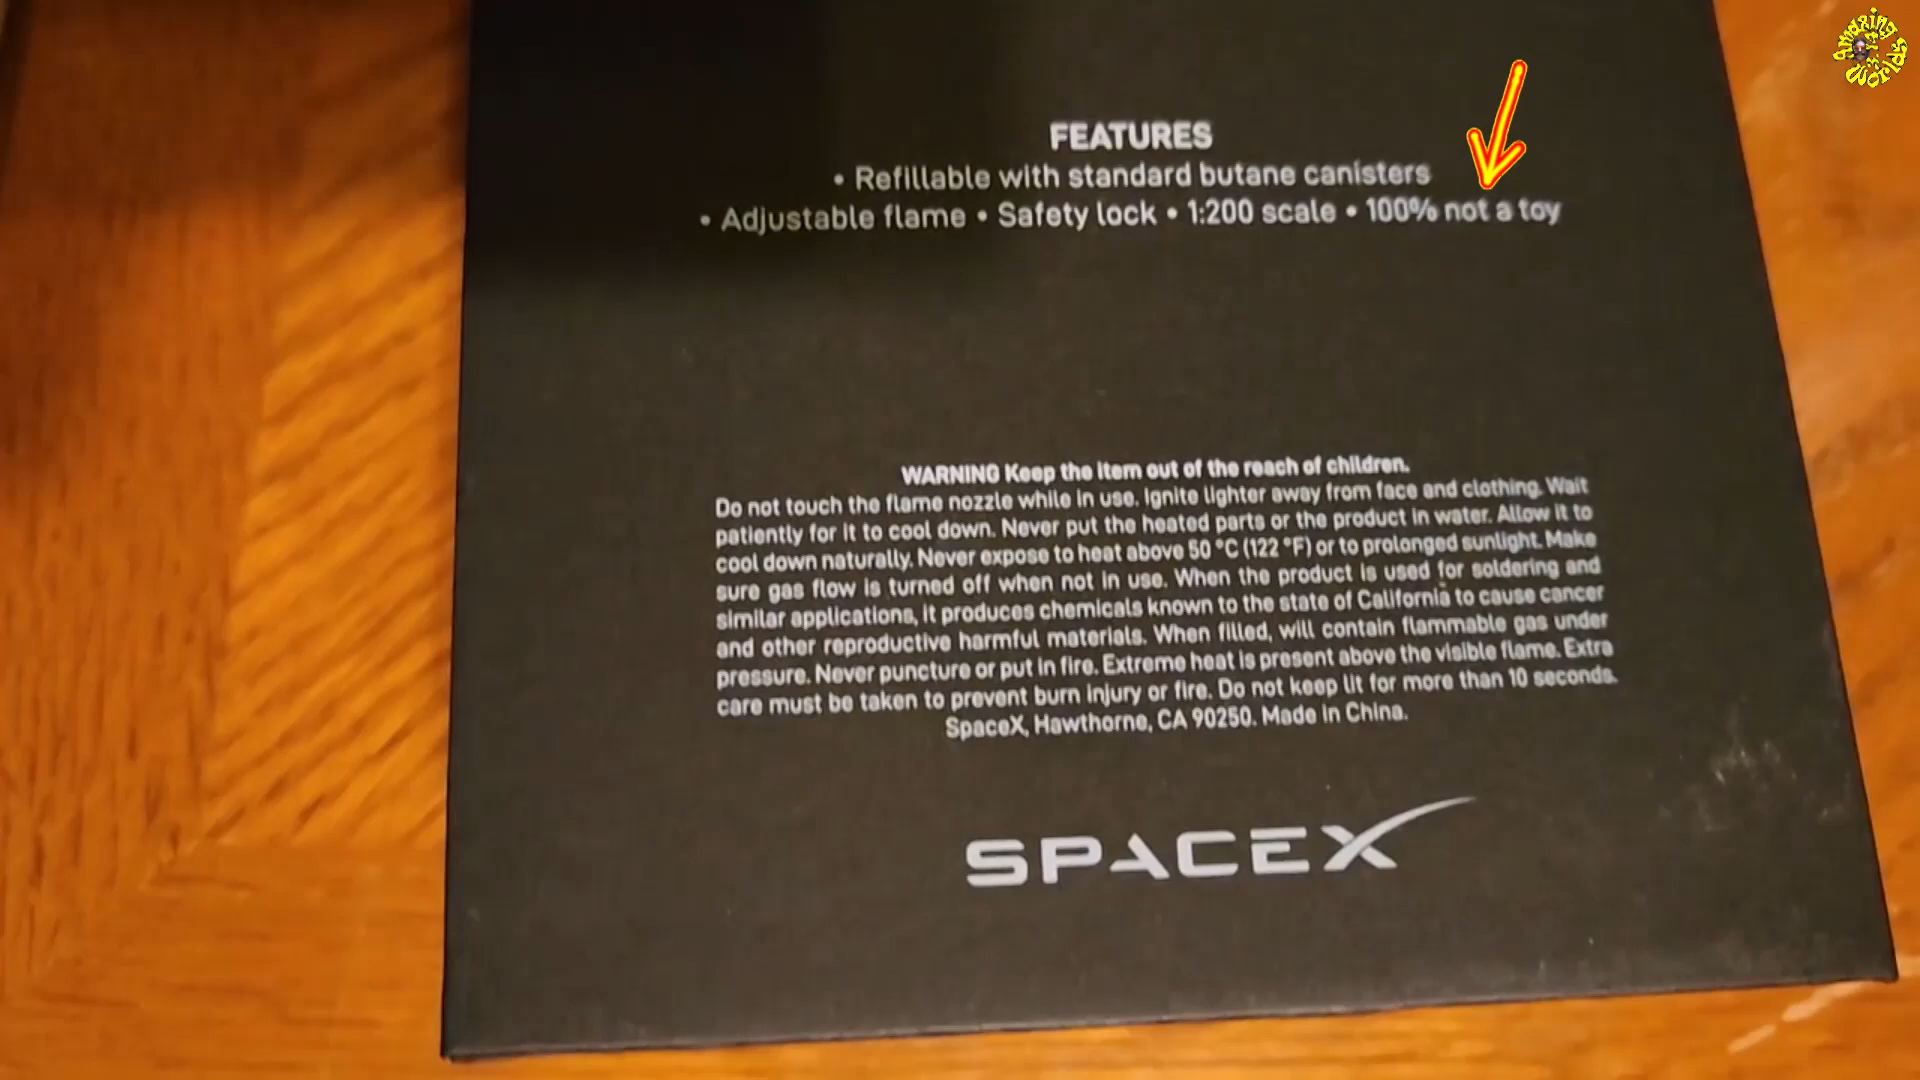 FEATURES
• Refillable with standard butane canisters
• Adjustable flame • Safety lock • 1:200 scale • 100% not a toy
WARNING Keep the item out of the reach of children.
Do not touch the flame nozzle while in use. Ignite lighter away from face and clothing. Wait
patiently for it to cool down. Never put the heated parts or the product in water. Allow it to
cool down naturally. Never expose to heat above 50 °C (122 °F) or to prolonged sunlight. Make
sure gas flow is turned off when not in use. When the product is used for soldering and
similar applications, it produces chemicals known to the state of California to cause cancer
and other reproductive harmful materials. When filled, will contain flammable gas under
pressure. Never puncture or put in fire. Extreme heat is present above the visible flame. Extra
care must be taken to prevent burn injury or fire. Do not keep lit for more than 10 seconds.
SpaceX, Hawthorne, CA 90250. Made in China.
SPACEX
Amazing World